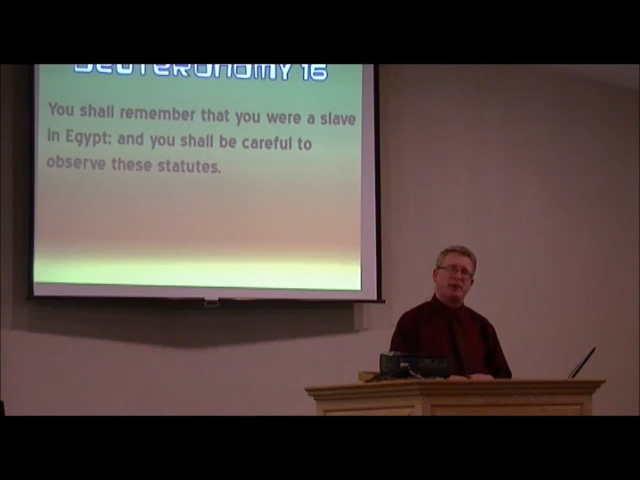 DEUTERONOMY 16
You shall remember that you were a slave
in Egypt; and you shall be careful to
observe these statutes.